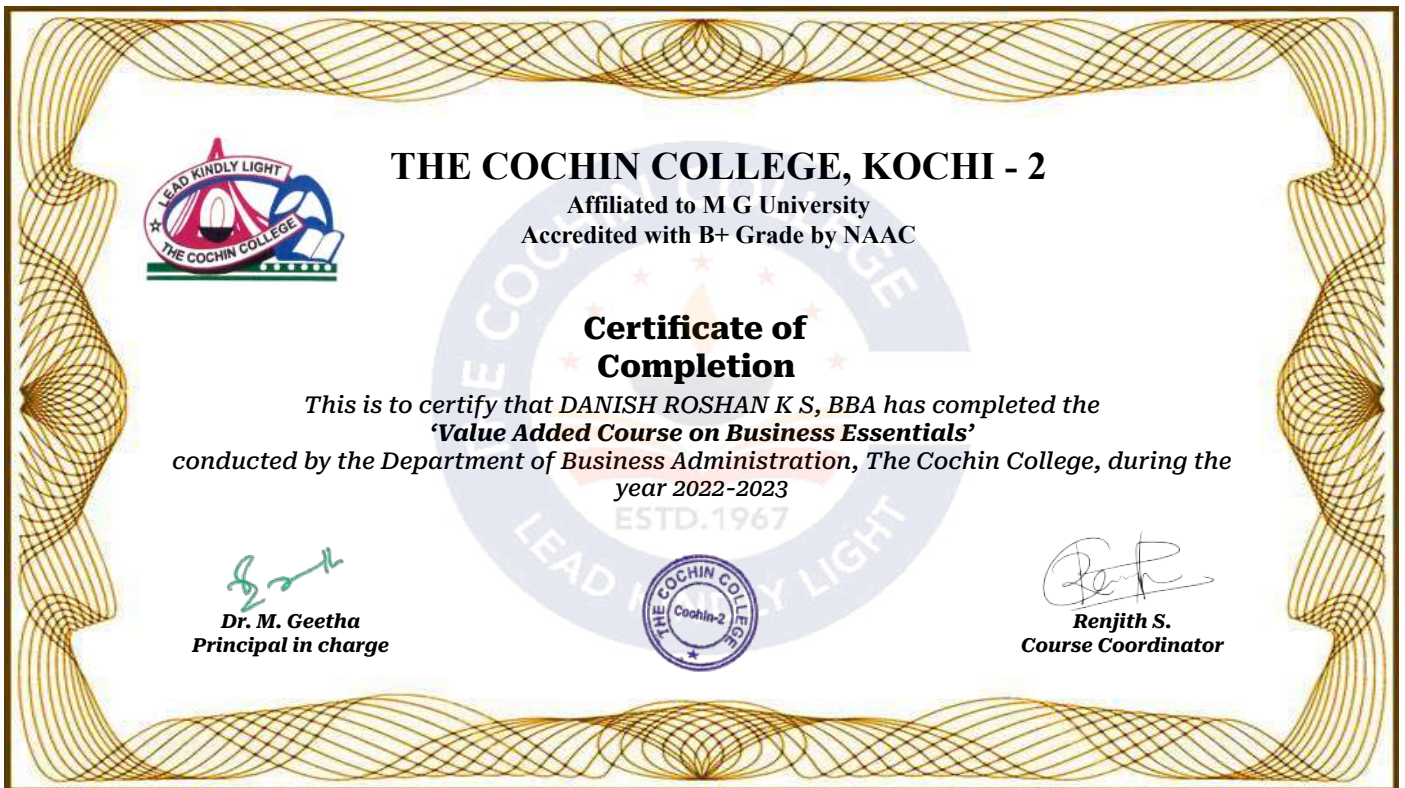 LEAD KINDLY LIGHT
THE COCHIN COLLEGE
THE COCHIN COLLEGE, KOCHI - 2
Affiliated to M G University
Accredited with B+ Grade by NAAC
THE COCHIN COLLEGE
Certificate of
Completion
This is to certify that DANISH ROSHAN K S, BBA has completed the
‘Value Added Course on Business Essentials’
conducted by the Department of Business Administration, The Cochin College, during the
year 2022-2023
ESTD.1967
LEAD KINDLY LIGHT
Dr. M. Geetha
Principal in charge
THE COCHIN COLLEGE
Cochin-2
Renjith S.
Course Coordinator